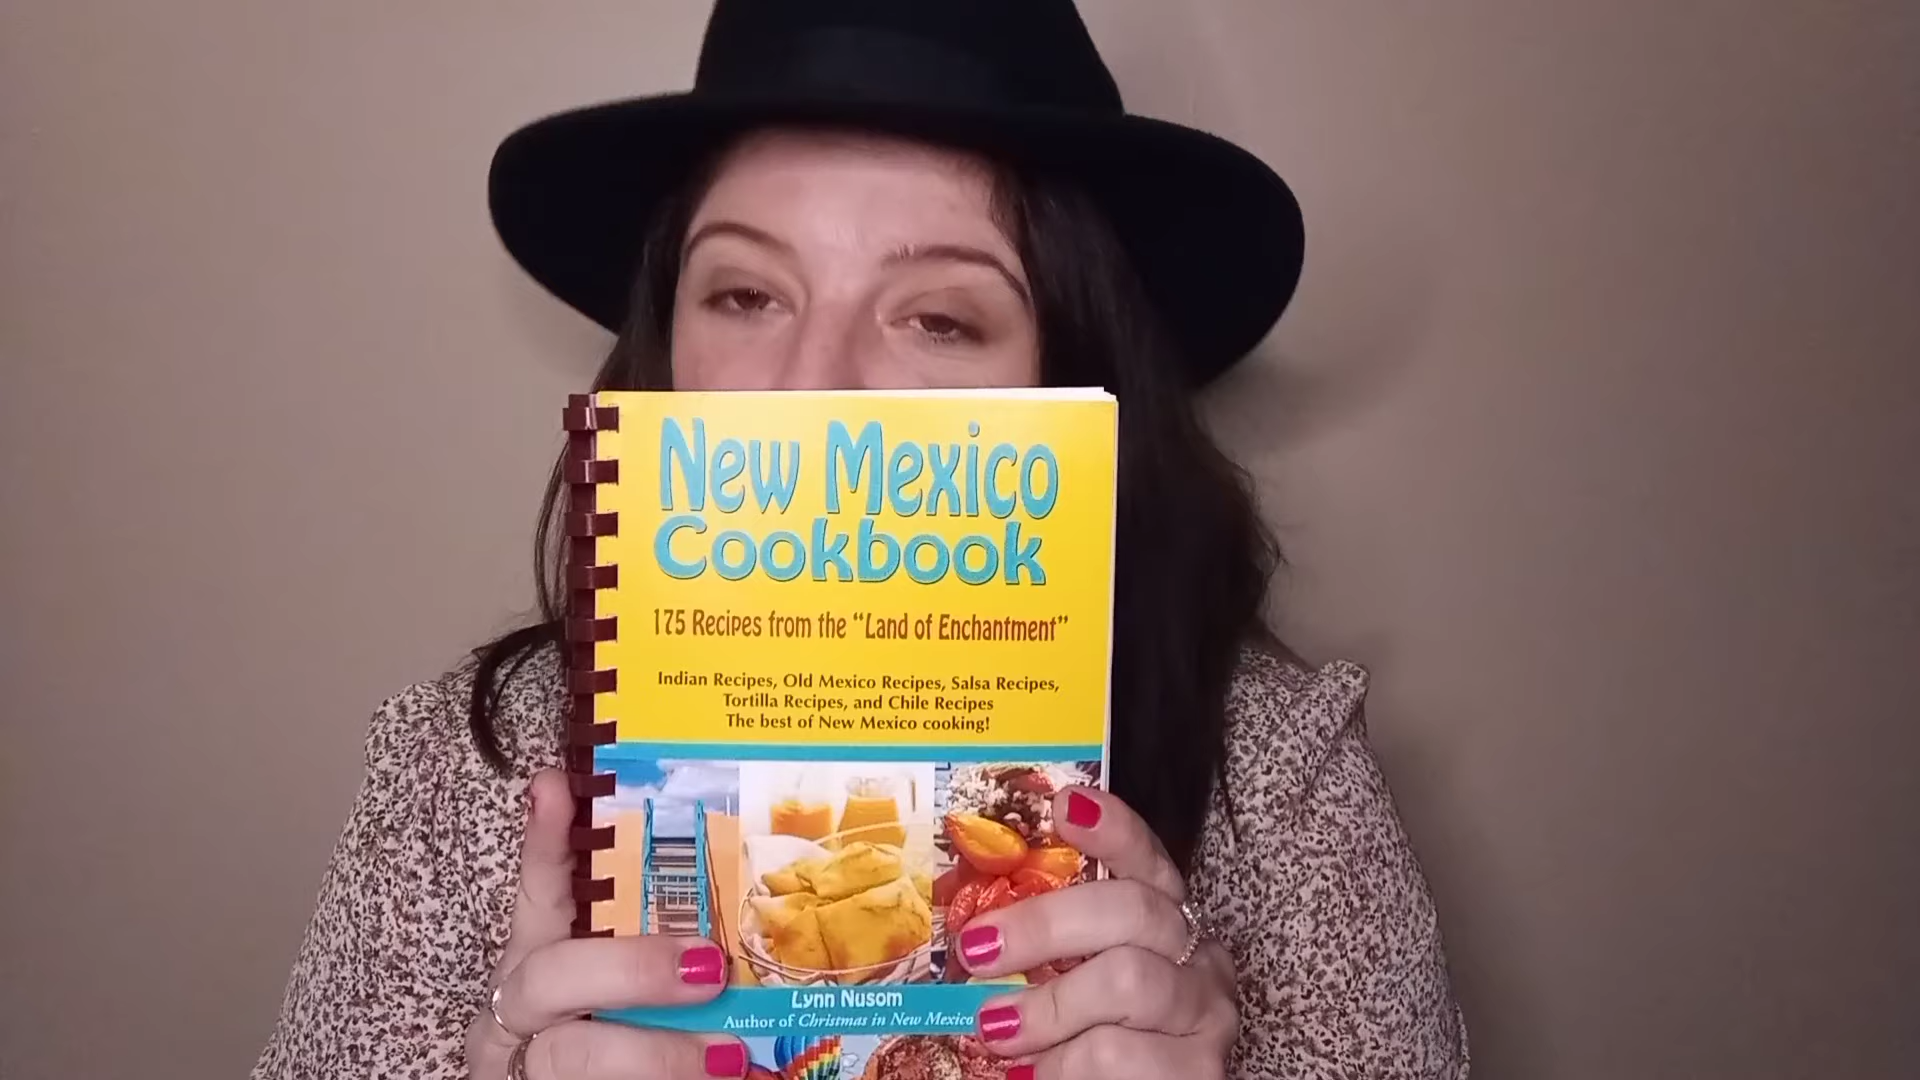 New Mexico
Cookbook
175 Recipes from the “Land of Enchantment”
Indian Recipes, Old Mexico Recipes, Salsa Recipes,
Tortilla Recipes, and Chile Recipes
The best of New Mexico cooking!
Lynn Nusom
Author of Christmas in New Mexico